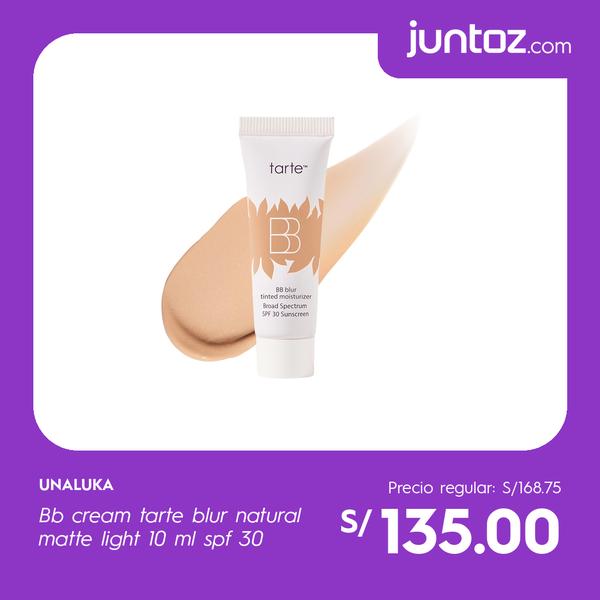 juntoz.com
tarte™
BB
BB blur
tinted moisturizer
Broad Spectrum
SPF 30 Sunscreen
UNALUKA
Bb cream tarte blur natural
matte light 10 ml spf 30
Precio regular: S/168.75
S/135.00